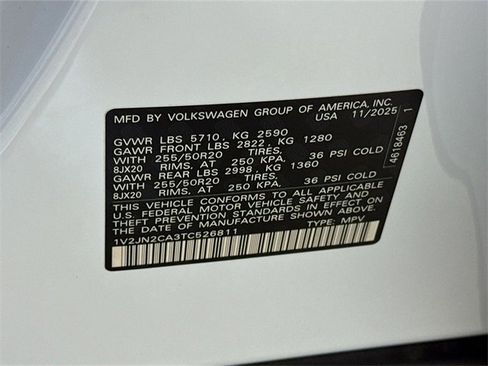 MFD BY VOLKSWAGEN GROUP OF AMERICA, INC.
USA 11/2025
GVWR LBS 5710, KG 2590
GAWR FRONT LBS 2822, KG 1280
WITH 255/50R20 TIRES,
8JX20 RIMS, AT 250 KPA, 36 PSI COLD
GAWR REAR LBS 2998, KG 1360
WITH 255/50R20 TIRES,
8JX20 RIMS, AT 250 KPA, 36 PSI COLD
THIS VEHICLE CONFORMS TO ALL APPLICABLE
U.S. FEDERAL MOTOR VEHICLE SAFETY AND
THEFT PREVENTION STANDARDS IN EFFECT ON
THE DATE OF MANUFACTURE SHOWN ABOVE.
1V2JN2CA3TC526811 TYPE: MPV
4618463 1